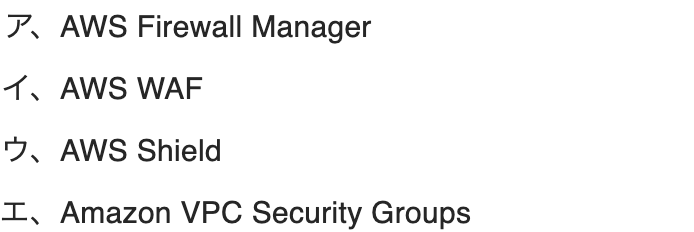 ア、AWS Firewall Manager
イ、AWS WAF
ウ、AWS Shield
エ、Amazon VPC Security Groups